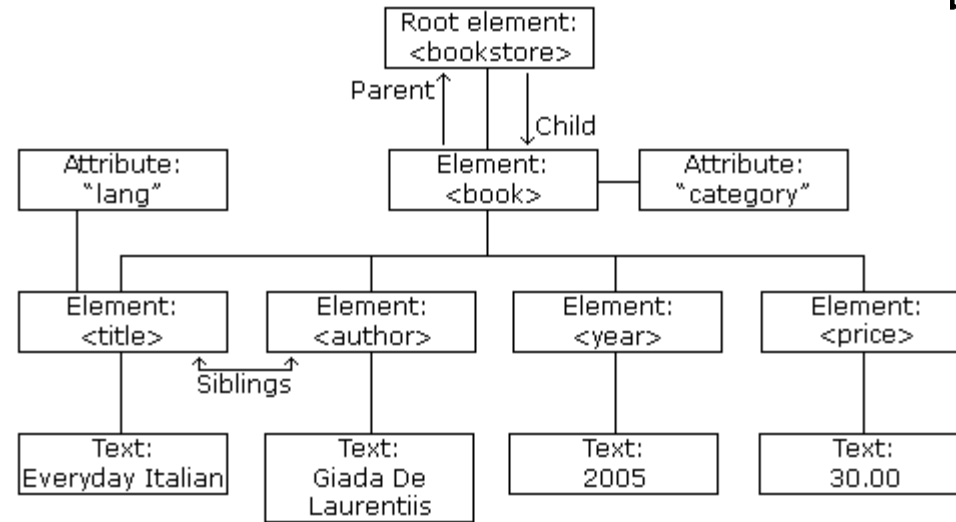 Root element:
<bookstore>
Parent
Child
Attribute:
“lang”
Element:
<book>
Attribute:
“category”
Element:
<title>
Element:
<author>
Element:
<year>
Element:
<price>
Siblings
Text:
Everyday Italian
Text:
Giada De
Laurentiis
Text:
2005
Text:
30.00